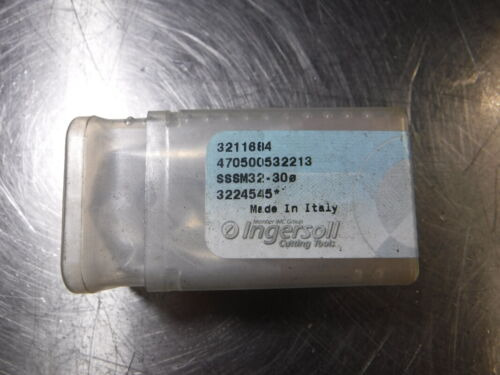 3211684
470500532213
SSSM32-30ø
3224545*
Made In Italy
Member IMC Group
Ingersoll
Cutting Tools